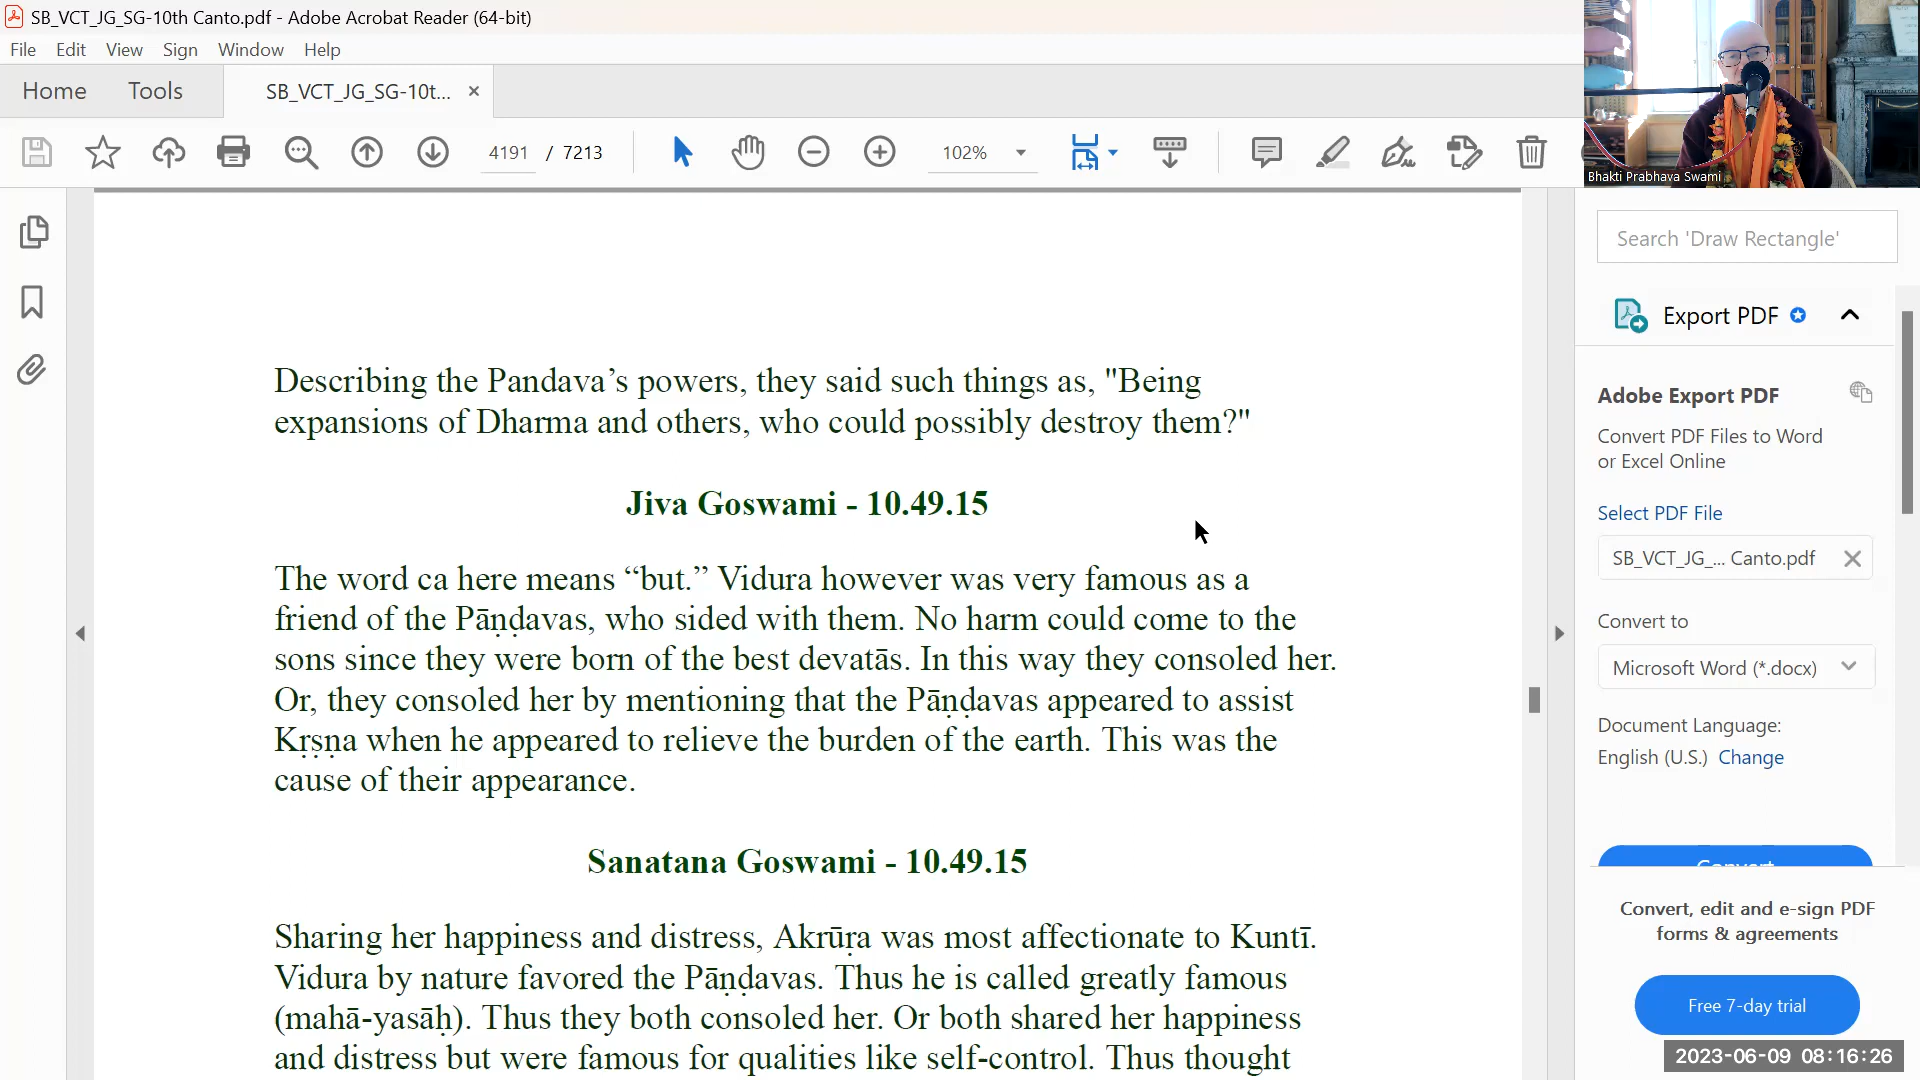 SB_VCT_JG_SG-10th Canto.pdf - Adobe Acrobat Reader (64-bit)
File Edit View Sign Window Help
Home Tools SB_VCT_JG_SG-10t... ×
4191 / 7213 102%
Bhakti Prabhava Swami
Describing the Pandava’s powers, they said such things as, "Being
expansions of Dharma and others, who could possibly destroy them?"
Jiva Goswami - 10.49.15
The word ca here means “but.” Vidura however was very famous as a
friend of the Pāṇḍavas, who sided with them. No harm could come to the
sons since they were born of the best devatās. In this way they consoled her.
Or, they consoled her by mentioning that the Pāṇḍavas appeared to assist
Kṛṣṇa when he appeared to relieve the burden of the earth. This was the
cause of their appearance.
Sanatana Goswami - 10.49.15
Sharing her happiness and distress, Akrūṛa was most affectionate to Kuntī.
Vidura by nature favored the Pāṇḍavas. Thus he is called greatly famous
(mahā-yasāḥ). Thus they both consoled her. Or both shared her happiness
and distress but were famous for qualities like self-control. Thus thought
Search 'Draw Rectangle'
Export PDF
Adobe Export PDF
Convert PDF Files to Word
or Excel Online
Select PDF File
SB_VCT_JG_... Canto.pdf
Convert to
Microsoft Word (*.docx)
Document Language:
English (U.S.) Change
Convert
Convert, edit and e-sign PDF
forms & agreements
Free 7-day trial
2023-06-09 08:16:26